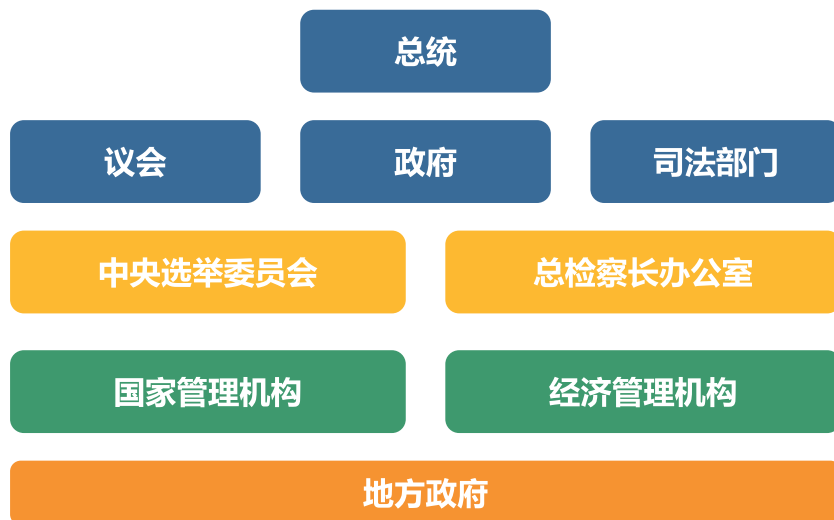 总统
议会
政府
司法部门
中央选举委员会
总检察长办公室
国家管理机构
经济管理机构
地方政府